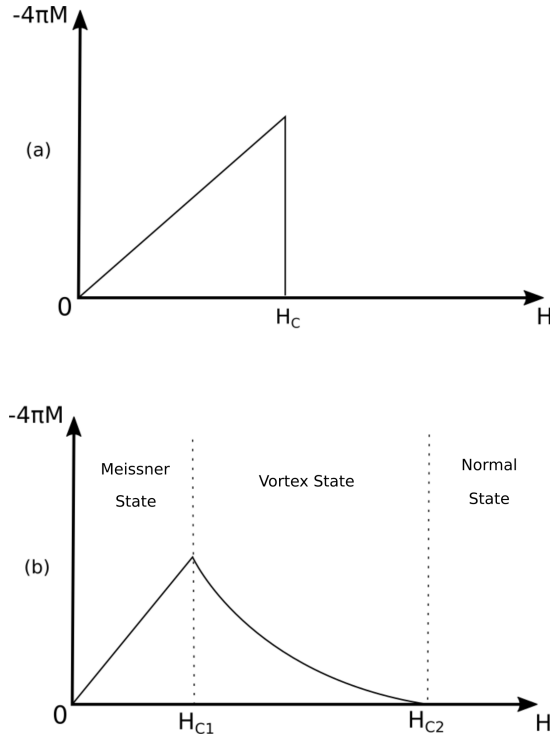 -4πM
(a)
0
H_C
H
-4πM
Meissner
State
Vortex State
Normal
State
(b)
0
H_C1
H_C2
H